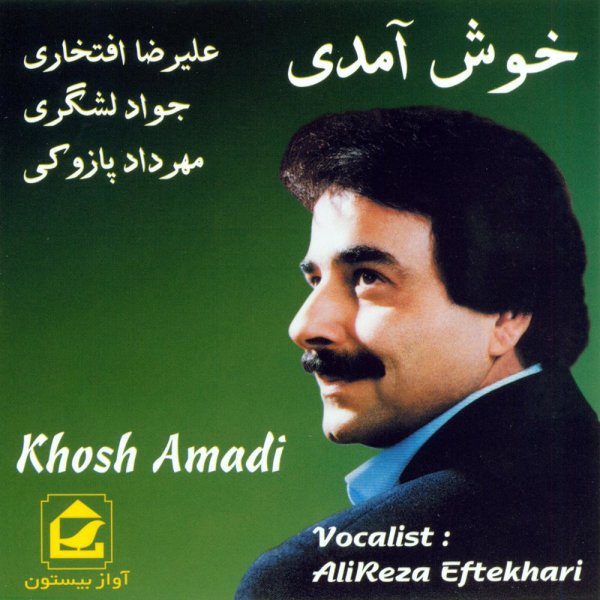 خوش آمدی
علیرضا افتخاری
جواد لشگری
مهرداد پازوکی
Khosh Amadi
Vocalist :
AliReza Eftekhari
آواز بیستون